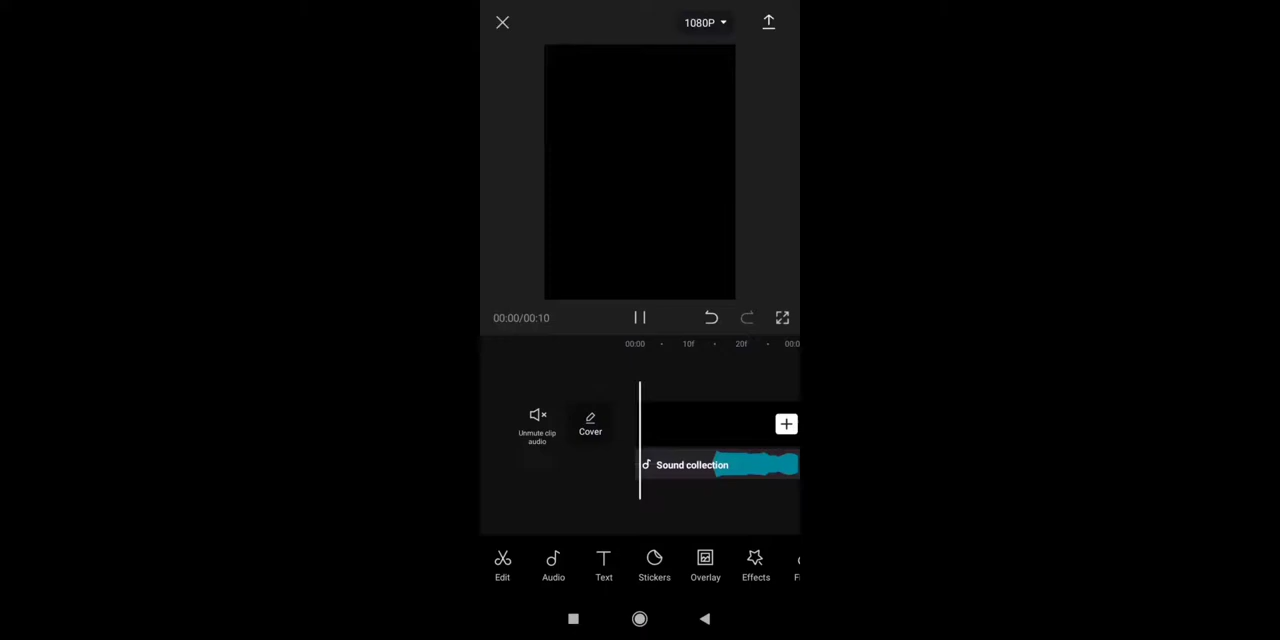 1080P
00:00/00:10
00:00 10f 20f
Unmute clip
audio
Cover
Sound collection
Edit Audio Text Stickers Overlay Effects